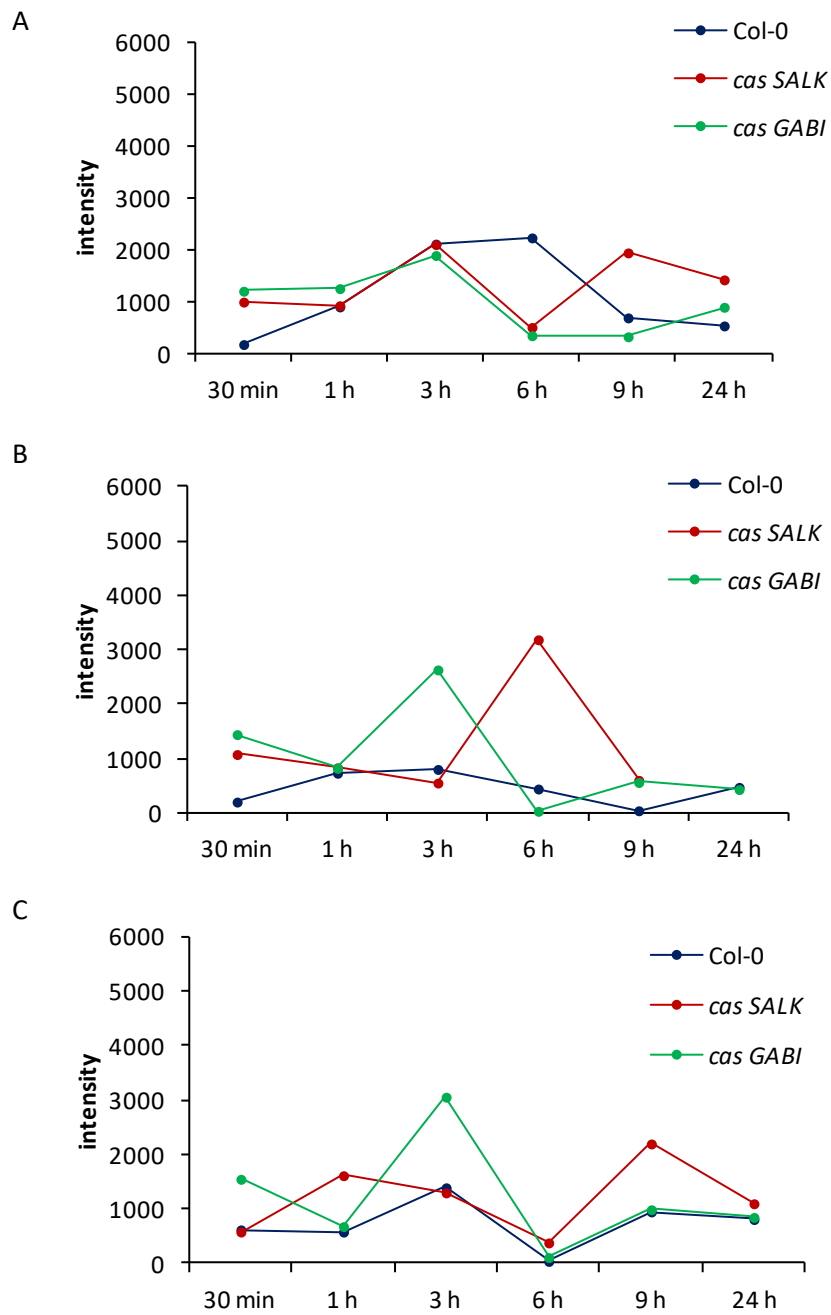 A
6000
5000
4000
3000
2000
1000
0
intensity
30 min 1 h 3 h 6 h 9 h 24 h
Col-0
cas SALK
cas GABI
B
6000
5000
4000
3000
2000
1000
0
intensity
30 min 1 h 3 h 6 h 9 h 24 h
Col-0
cas SALK
cas GABI
C
6000
5000
4000
3000
2000
1000
0
intensity
30 min 1 h 3 h 6 h 9 h 24 h
Col-0
cas SALK
cas GABI